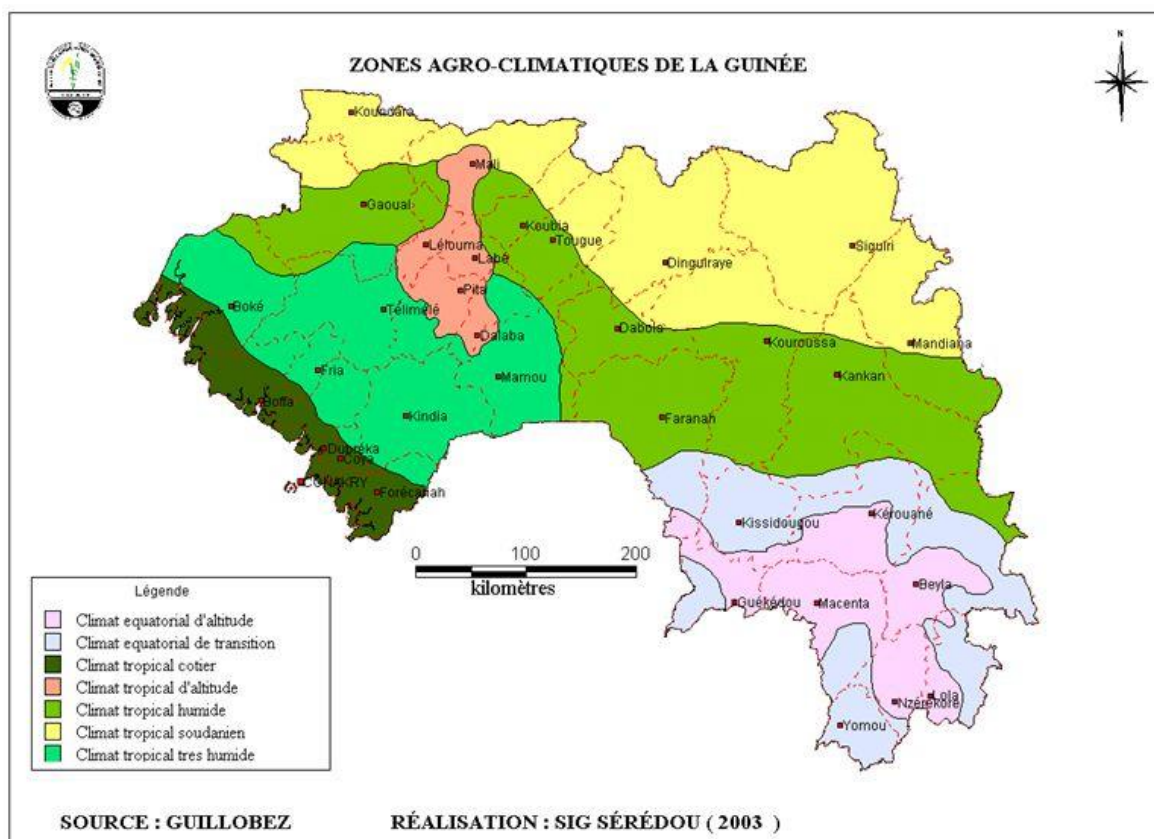 ZONES AGRO-CLIMATIQUES DE LA GUINÉE
N
Koundara
Mali
Gaoual
Koubia
Tougue
Lélouma
Labé
Siguiri
Dinguiraye
Pita
Boké
Télimélé
Dabola
Dalaba
Kouroussa
Mandiana
Fria
Mamou
Kankan
Boffa
Kindia
Faranah
Dubréka
Coya
CONAKRY
Forécariah
Kissidougou
Kérouané
0 100 200
kilomètres
Beyla
Guékédou
Macenta
Lola
Nzérékoré
Yomou
Légende
Climat equatorial d'altitude
Climat equatorial de transition
Climat tropical cotier
Climat tropical d'altitude
Climat tropical humide
Climat tropical soudanien
Climat tropical tres humide
SOURCE : GUILLOBEZ
RÉALISATION : SIG SÉRÉDOU ( 2003 )